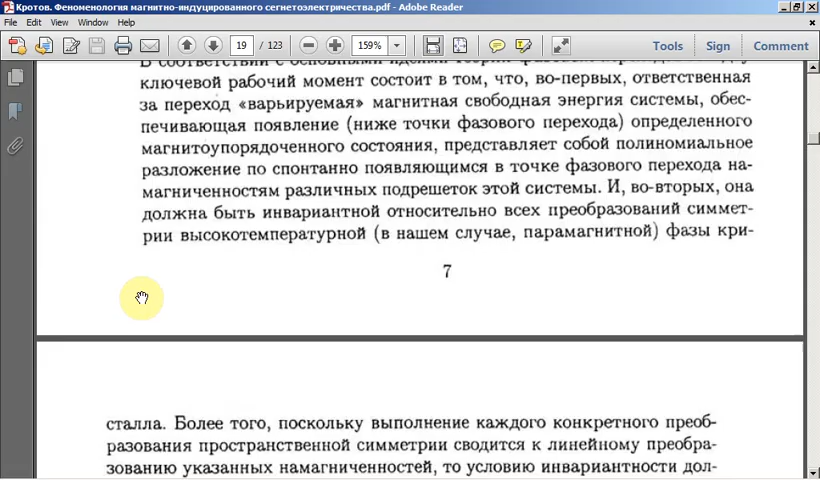 Кротов. Феноменология магнитно-индуцированного сегнетоэлектричества.pdf - Adobe Reader
File Edit View Window Help
19 / 123 159% Tools Sign Comment
В соответствии с основными идеями теории
ключевой рабочий момент состоит в том, что, во-первых, ответственная
за переход «варьируемая» магнитная свободная энергия системы, обес-
печивающая появление (ниже точки фазового перехода) определенного
магнитоупорядоченного состояния, представляет собой полиномиальное
разложение по спонтанно появляющимся в точке фазового перехода на-
магниченностям различных подрешеток этой системы. И, во-вторых, она
должна быть инвариантной относительно всех преобразований симмет-
рии высокотемпературной (в нашем случае, парамагнитной) фазы кри-
7
сталла. Более того, поскольку выполнение каждого конкретного преоб-
разования пространственной симметрии сводится к линейному преобра-
зованию указанных намагниченностей, то условию инвариантности дол-